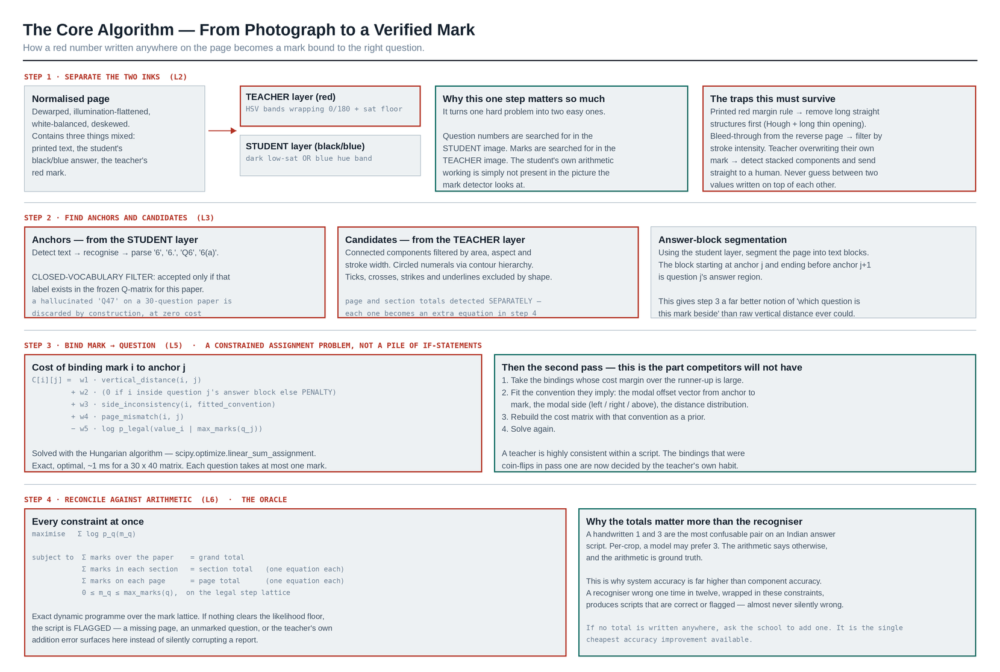 The Core Algorithm — From Photograph to a Verified Mark
How a red number written anywhere on the page becomes a mark bound to the right question.
STEP 1 · SEPARATE THE TWO INKS (L2)
Normalised page
Dewarped, illumination-flattened,
white-balanced, deskewed.
Contains three things mixed:
printed text, the student's
black/blue answer, the teacher's
red mark.
TEACHER layer (red)
HSV bands wrapping 0/180 + sat floor
STUDENT layer (black/blue)
dark low-sat OR blue hue band
Why this one step matters so much
It turns one hard problem into two easy ones.
Question numbers are searched for in the
STUDENT image. Marks are searched for in the
TEACHER image. The student's own arithmetic
working is simply not present in the picture the
mark detector looks at.
The traps this must survive
Printed red margin rule → remove long straight
structures first (Hough + long thin opening).
Bleed-through from the reverse page → filter by
stroke intensity. Teacher overwriting their own
mark → detect stacked components and send
straight to a human. Never guess between two
values written on top of each other.
STEP 2 · FIND ANCHORS AND CANDIDATES (L3)
Anchors — from the STUDENT layer
Detect text → recognise → parse '6', '6.', 'Q6', '6(a)'.
CLOSED-VOCABULARY FILTER: accepted only if that
label exists in the frozen Q-matrix for this paper.
a hallucinated 'Q47' on a 30-question paper is
discarded by construction, at zero cost
Candidates — from the TEACHER layer
Connected components filtered by area, aspect and
stroke width. Circled numerals via contour hierarchy.
Ticks, crosses, strikes and underlines excluded by shape.
page and section totals detected SEPARATELY —
each one becomes an extra equation in step 4
Answer-block segmentation
Using the student layer, segment the page into text blocks.
The block starting at anchor j and ending before anchor j+1
is question j's answer region.
This gives step 3 a far better notion of 'which question is
this mark beside' than raw vertical distance ever could.
STEP 3 · BIND MARK → QUESTION (L5) · A CONSTRAINED ASSIGNMENT PROBLEM, NOT A PILE OF IF-STATEMENTS
Cost of binding mark i to anchor j
C[i][j] = w1 · vertical_distance(i, j)
+ w2 · (0 if i inside question j's answer block else PENALTY)
+ w3 · side_inconsistency(i, fitted_convention)
+ w4 · page_mismatch(i, j)
− w5 · log p_legal(value_i | max_marks(q_j))
Solved with the Hungarian algorithm — scipy.optimize.linear_sum_assignment.
Exact, optimal, ~1 ms for a 30 x 40 matrix. Each question takes at most one mark.
Then the second pass — this is the part competitors will not have
1. Take the bindings whose cost margin over the runner-up is large.
2. Fit the convention they imply: the modal offset vector from anchor to
mark, the modal side (left / right / above), the distance distribution.
3. Rebuild the cost matrix with that convention as a prior.
4. Solve again.
A teacher is highly consistent within a script. The bindings that were
coin-flips in pass one are now decided by the teacher's own habit.
STEP 4 · RECONCILE AGAINST ARITHMETIC (L6) · THE ORACLE
Every constraint at once
maximise Σ log p_q(m_q)
subject to Σ marks over the paper = grand total
Σ marks in each section = section total (one equation each)
Σ marks on each page = page total (one equation each)
0 ≤ m_q ≤ max_marks(q), on the legal step lattice
Exact dynamic programme over the mark lattice. If nothing clears the likelihood floor,
the script is FLAGGED — a missing page, an unmarked question, or the teacher's own
addition error surfaces here instead of silently corrupting a report.
Why the totals matter more than the recogniser
A handwritten 1 and 3 are the most confusable pair on an Indian answer
script. Per-crop, a model may prefer 3. The arithmetic says otherwise,
and the arithmetic is ground truth.
This is why system accuracy is far higher than component accuracy.
A recogniser wrong one time in twelve, wrapped in these constraints,
produces scripts that are correct or flagged — almost never silently wrong.
If no total is written anywhere, ask the school to add one. It is the single
cheapest accuracy improvement available.